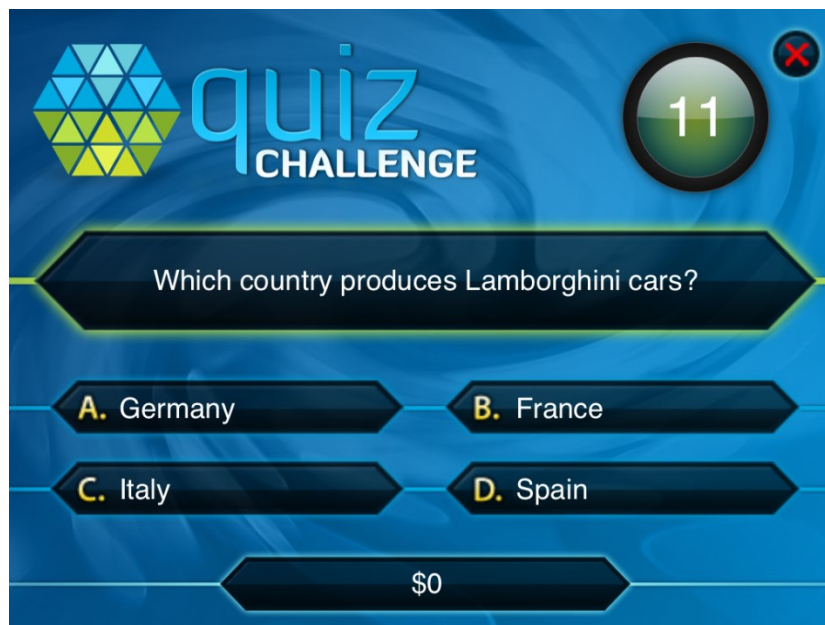 quiz
CHALLENGE
11
Which country produces Lamborghini cars?
A. Germany
B. France
C. Italy
D. Spain
$0